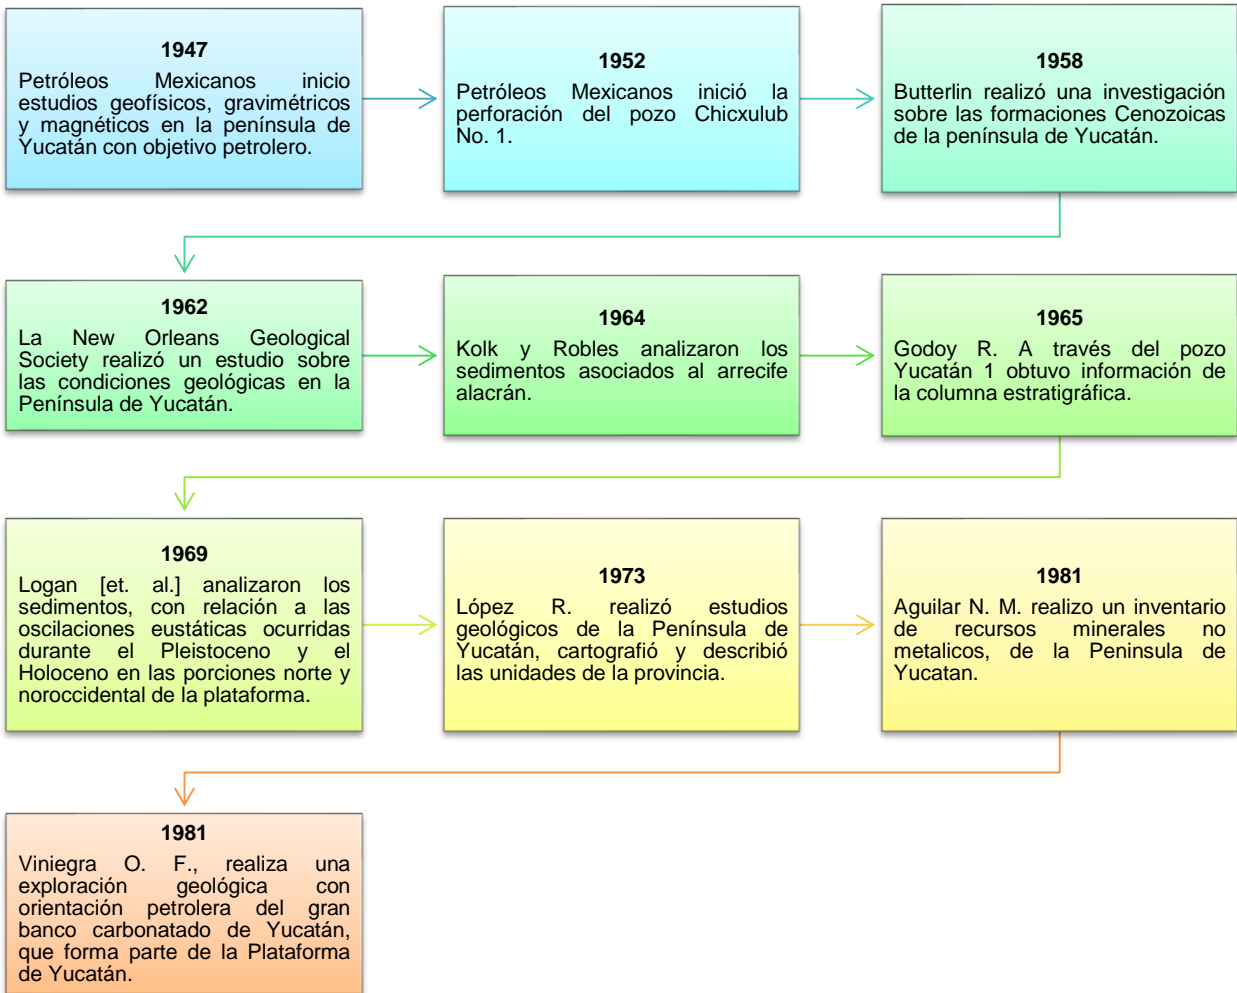 1947
Petróleos Mexicanos inicio
estudios geofísicos, gravimétricos
y magnéticos en la península de
Yucatán con objetivo petrolero.
1952
Petróleos Mexicanos inició la
perforación del pozo Chicxulub
No. 1.
1958
Butterlin realizó una investigación
sobre las formaciones Cenozoicas
de la península de Yucatán.
1962
La New Orleans Geological
Society realizó un estudio sobre
las condiciones geológicas en la
Península de Yucatán.
1964
Kolk y Robles analizaron los
sedimentos asociados al arrecife
alacrán.
1965
Godoy R. A través del pozo
Yucatán 1 obtuvo información de
la columna estratigráfica.
1969
Logan [et. al.] analizaron los
sedimentos, con relación a las
oscilaciones eustáticas ocurridas
durante el Pleistoceno y el
Holoceno en las porciones norte y
noroccidental de la plataforma.
1973
López R. realizó estudios
geológicos de la Península de
Yucatán, cartografió y describió
las unidades de la provincia.
1981
Aguilar N. M. realizo un inventario
de recursos minerales no
metalicos, de la Peninsula de
Yucatan.
1981
Viniegra O. F., realiza una
exploración geológica con
orientación petrolera del gran
banco carbonatado de Yucatán,
que forma parte de la Plataforma
de Yucatán.